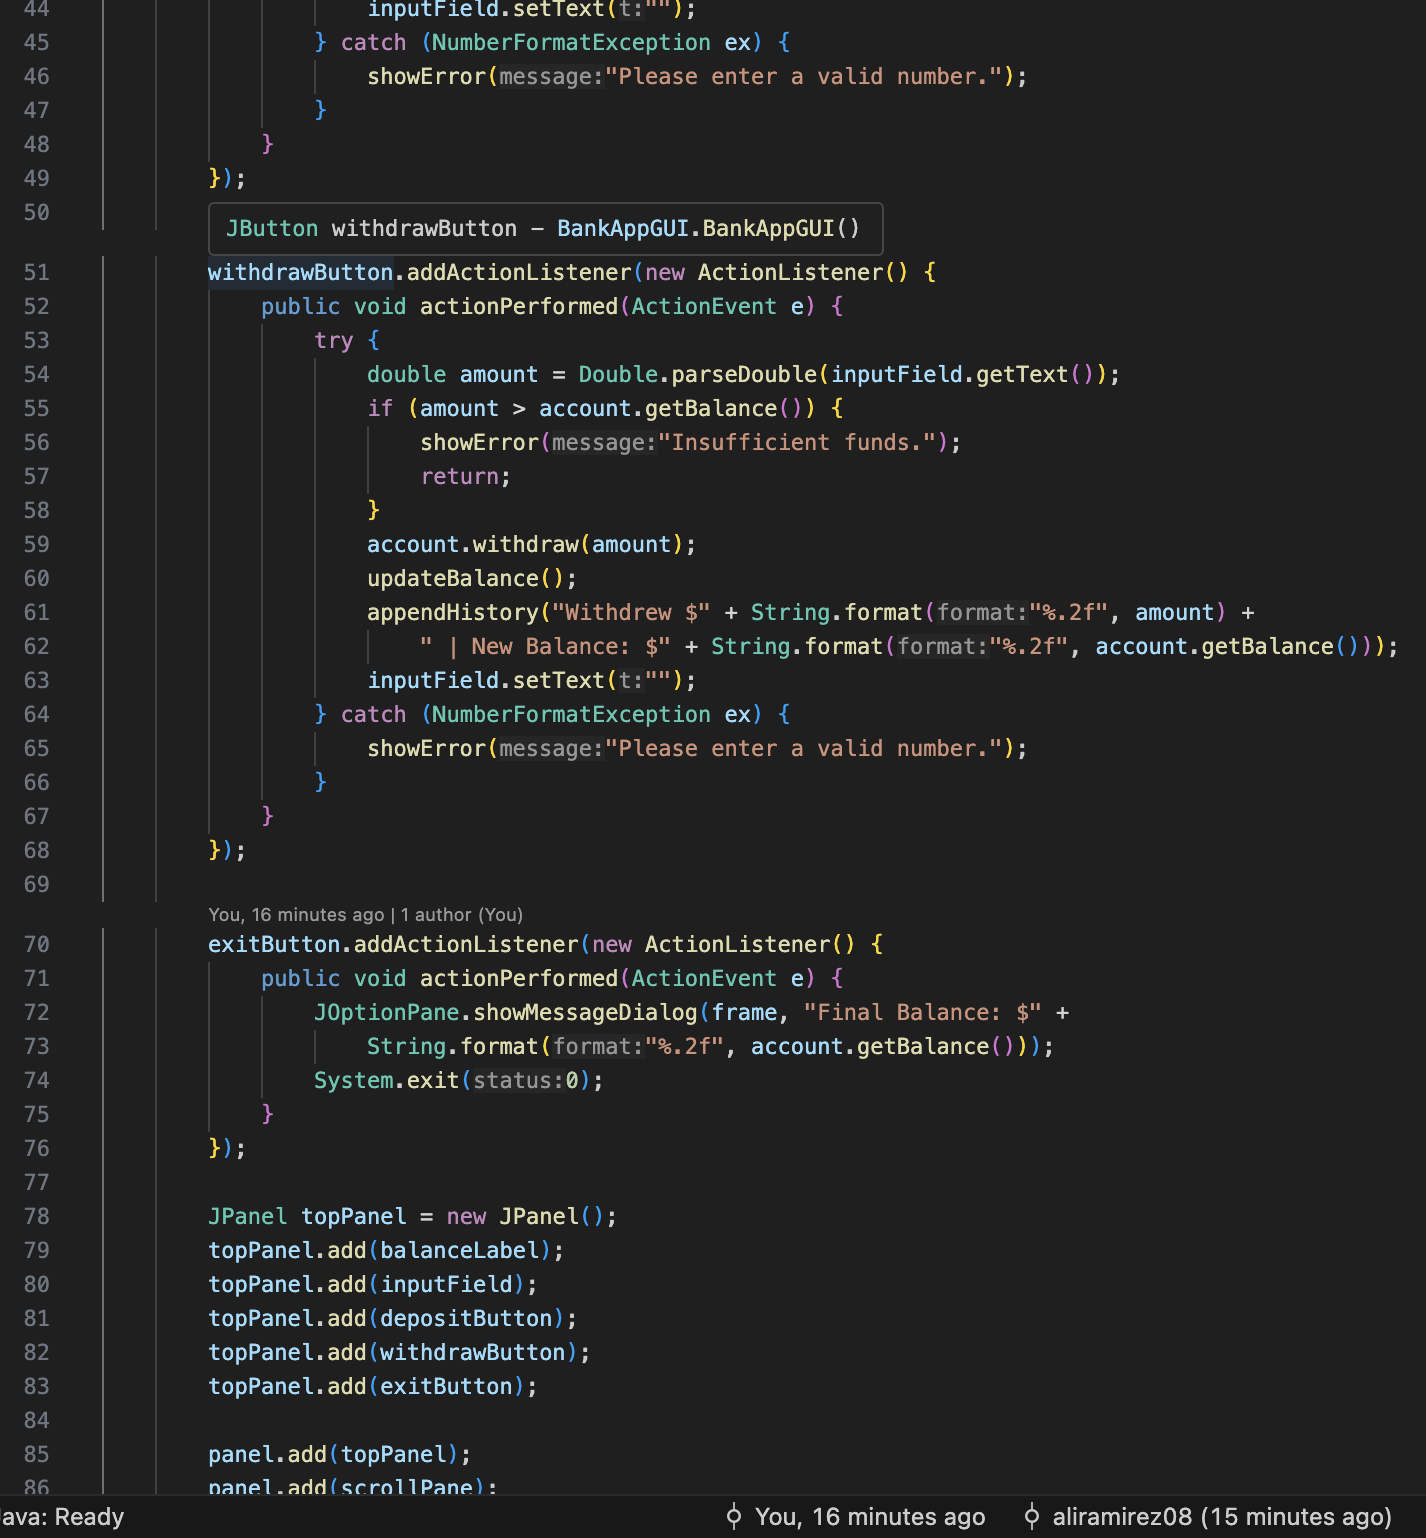 44 inputField.setText(t:"");
45 } catch (NumberFormatException ex) {
46 showError(message:"Please enter a valid number.");
47 }
48 }
49 });
50
JButton withdrawButton – BankAppGUI.BankAppGUI()
51 withdrawButton.addActionListener(new ActionListener() {
52 public void actionPerformed(ActionEvent e) {
53 try {
54 double amount = Double.parseDouble(inputField.getText());
55 if (amount > account.getBalance()) {
56 showError(message:"Insufficient funds.");
57 return;
58 }
59 account.withdraw(amount);
60 updateBalance();
61 appendHistory("Withdrew $" + String.format(format:"%.2f", amount) +
62 " | New Balance: $" + String.format(format:"%.2f", account.getBalance()));
63 inputField.setText(t:"");
64 } catch (NumberFormatException ex) {
65 showError(message:"Please enter a valid number.");
66 }
67 }
68 });
69
You, 16 minutes ago | 1 author (You)
70 exitButton.addActionListener(new ActionListener() {
71 public void actionPerformed(ActionEvent e) {
72 JOptionPane.showMessageDialog(frame, "Final Balance: $" +
73 String.format(format:"%.2f", account.getBalance()));
74 System.exit(status:0);
75 }
76 });
77
78 JPanel topPanel = new JPanel();
79 topPanel.add(balanceLabel);
80 topPanel.add(inputField);
81 topPanel.add(depositButton);
82 topPanel.add(withdrawButton);
83 topPanel.add(exitButton);
84
85 panel.add(topPanel);
86 panel.add(scrollPane);
Java: Ready You, 16 minutes ago aliramirez08 (15 minutes ago)